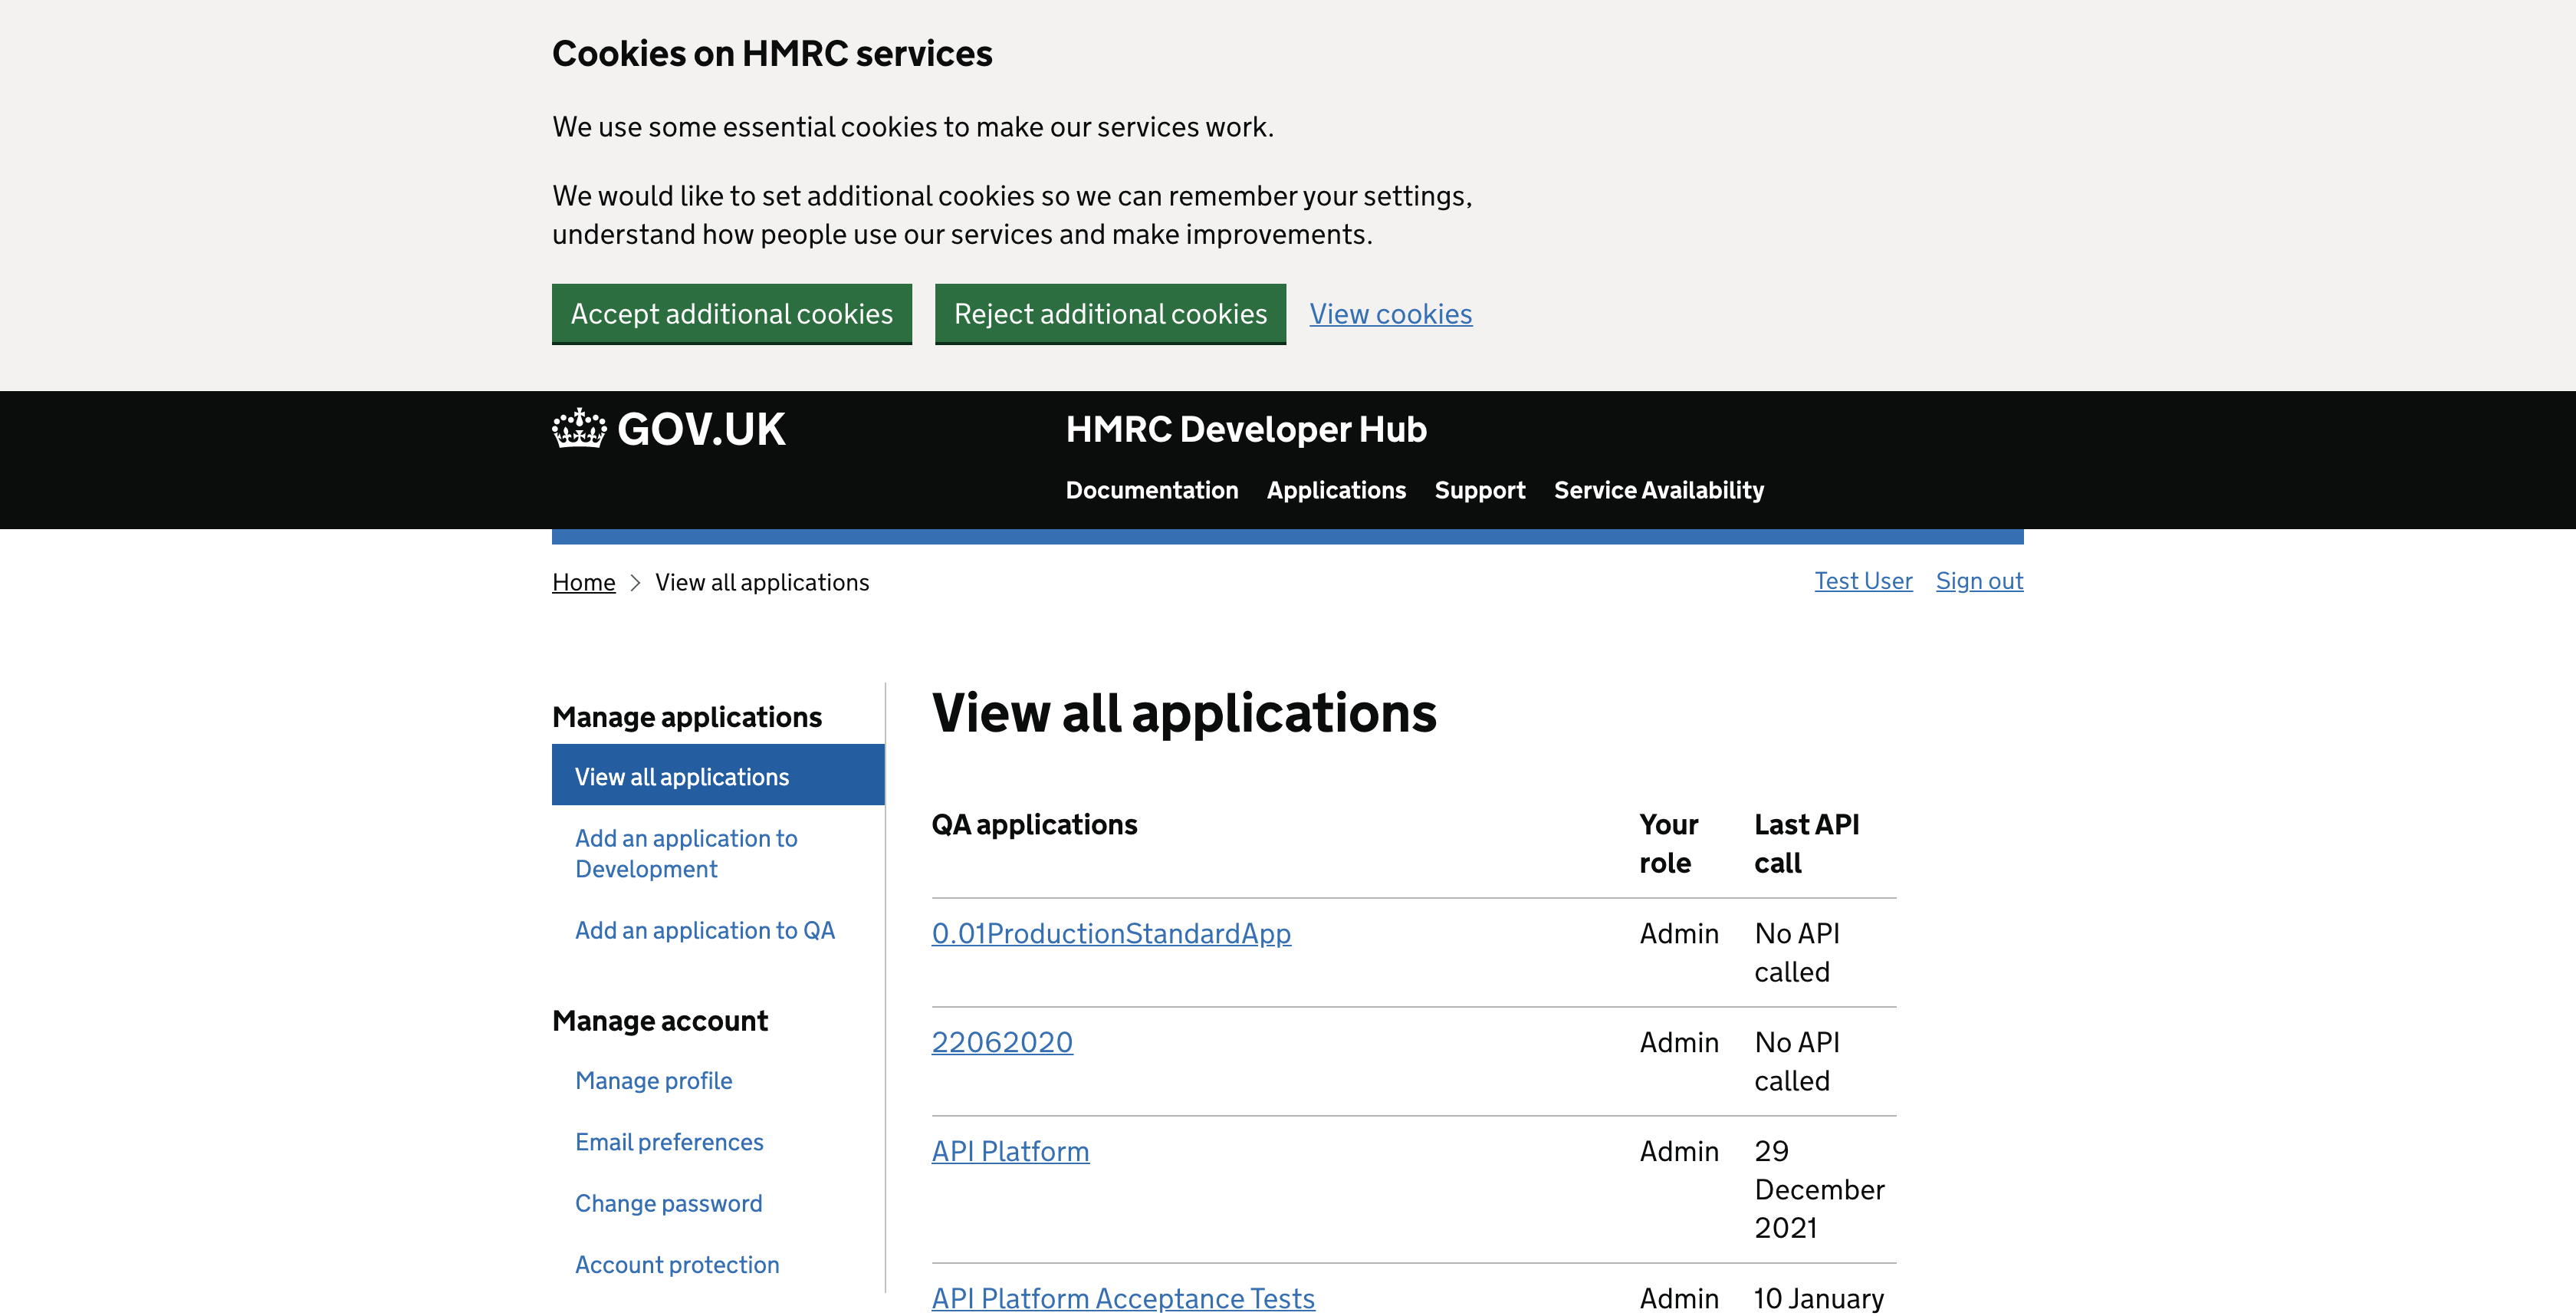 Cookies on HMRC services
We use some essential cookies to make our services work.
We would like to set additional cookies so we can remember your settings,
understand how people use our services and make improvements.
Accept additional cookies
Reject additional cookies
View cookies
GOV.UK
HMRC Developer Hub
Documentation
Applications
Support
Service Availability
Home
View all applications
Test User
Sign out
Manage applications
View all applications
Add an application to
Development
Add an application to QA
Manage account
Manage profile
Email preferences
Change password
Account protection
View all applications
QA applications
Your
role
Last API
call
0.01ProductionStandardApp
Admin
No API
called
22062020
Admin
No API
called
API Platform
Admin
29
December
2021
API Platform Acceptance Tests
Admin
10 January